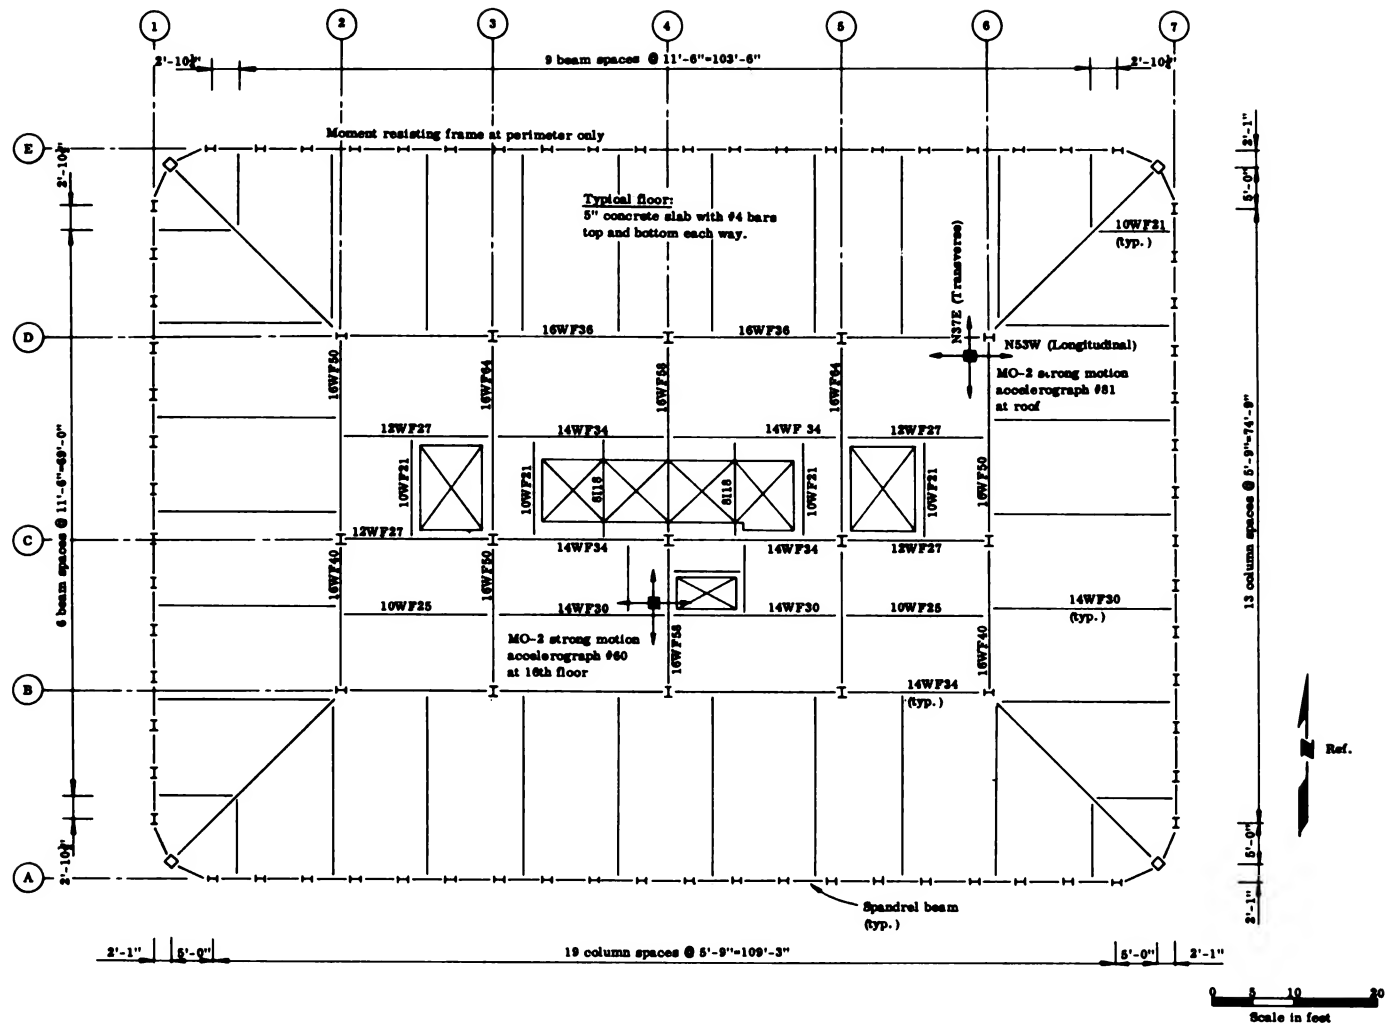 1 2 3 4 5 6 7
2'-10½" 9 beam spaces @ 11'-6"=103'-6" 2'-10½"
E
Moment resisting frame at perimeter only
2'-1"
2'-10½"
5'-0"
Typical floor:
5" concrete slab with #4 bars
top and bottom each way.
10WF21
(typ.)
N37E (Transverse)
D
16WF36 16WF36
N53W (Longitudinal)
MO-2 strong motion
accelerograph #81
at roof
16WF50 16WF64 16WF58 16WF64
12WF27 14WF34 14WF 34 12WF27
10WF21 10WF21 8I18 8I18 10WF21 10WF21 16WF50
6 beam spaces @ 11'-6"=69'-0"
13 column spaces @ 5'-9"=74'-9"
C
12WF27 14WF34 14WF34 12WF27
16WF40 16WF50
10WF25 14WF30 14WF30 10WF25
14WF30
(typ.)
MO-2 strong motion
accelerograph #60
at 16th floor
16WF58 16WF40
B
14WF34
(typ.)
N
Ref.
2'-10½"
5'-0"
A
2'-1"
Spandrel beam
(typ.)
2'-1" 5'-0" 19 column spaces @ 5'-9"=109'-3" 5'-0" 2'-1"
0 5 10 20
Scale in feet